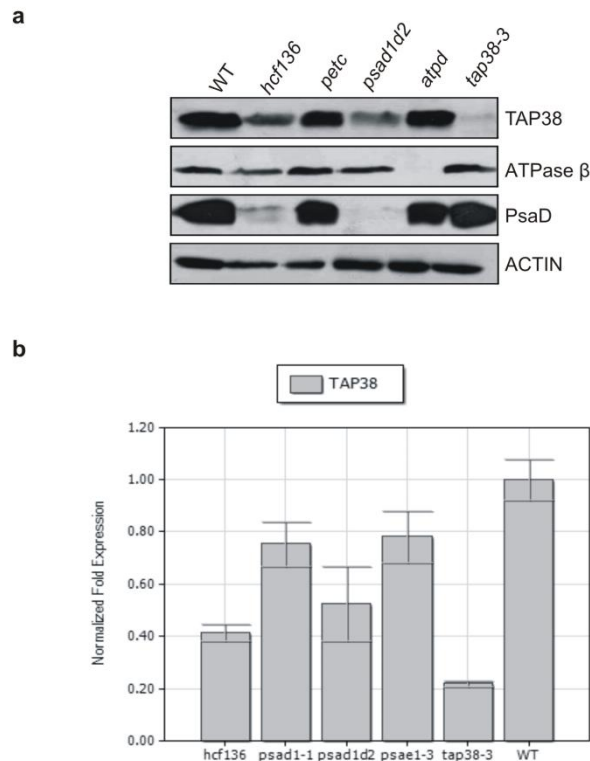 a
WT hcf136 petc psad1d2 atpd tap38-3
TAP38
ATPase β
PsaD
ACTIN
b
TAP38
Normalized Fold Expression
1.20
1.00
0.80
0.60
0.40
0.20
0.00
hcf136 psad1-1 psad1d2 psae1-3 tap38-3 WT